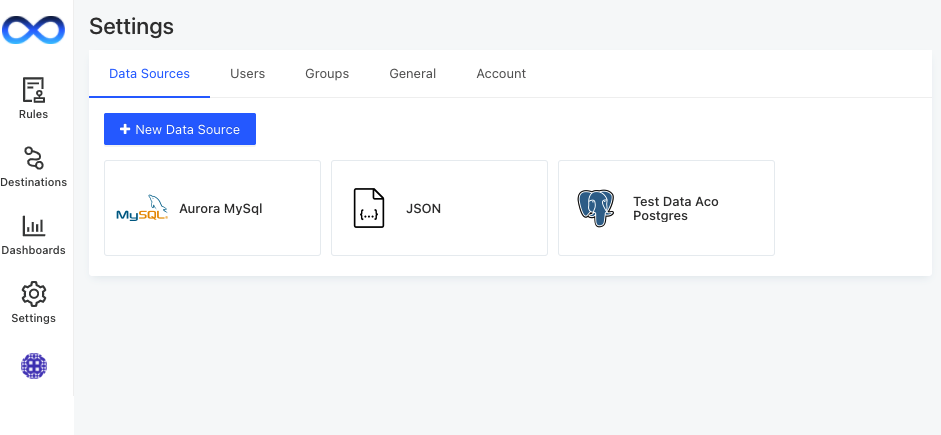 Settings
Data Sources
Users
Groups
General
Account
New Data Source
MySQL
Aurora MySql
{...}
JSON
Test Data Aco
Postgres
Rules
Destinations
Dashboards
Settings